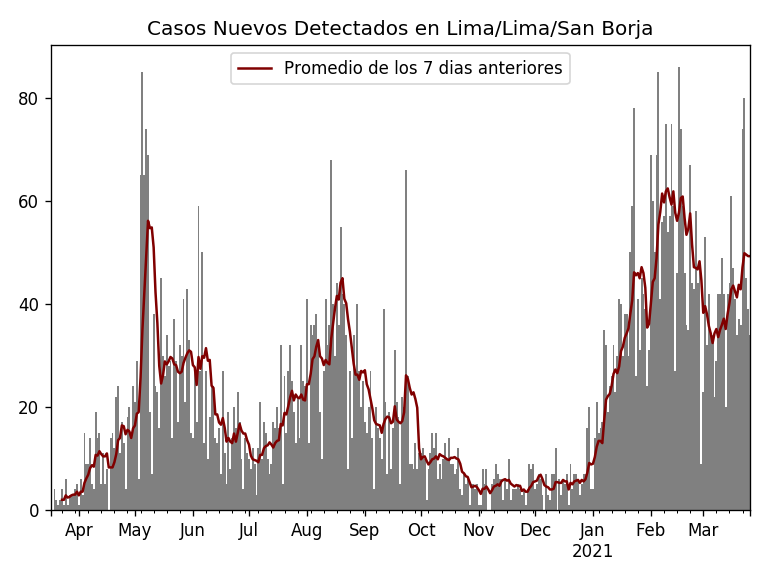 Casos Nuevos Detectados en Lima/Lima/San Borja
Promedio de los 7 dias anteriores
80
60
40
20
0
Apr May Jun Jul Aug Sep Oct Nov Dec Jan Feb Mar
2021